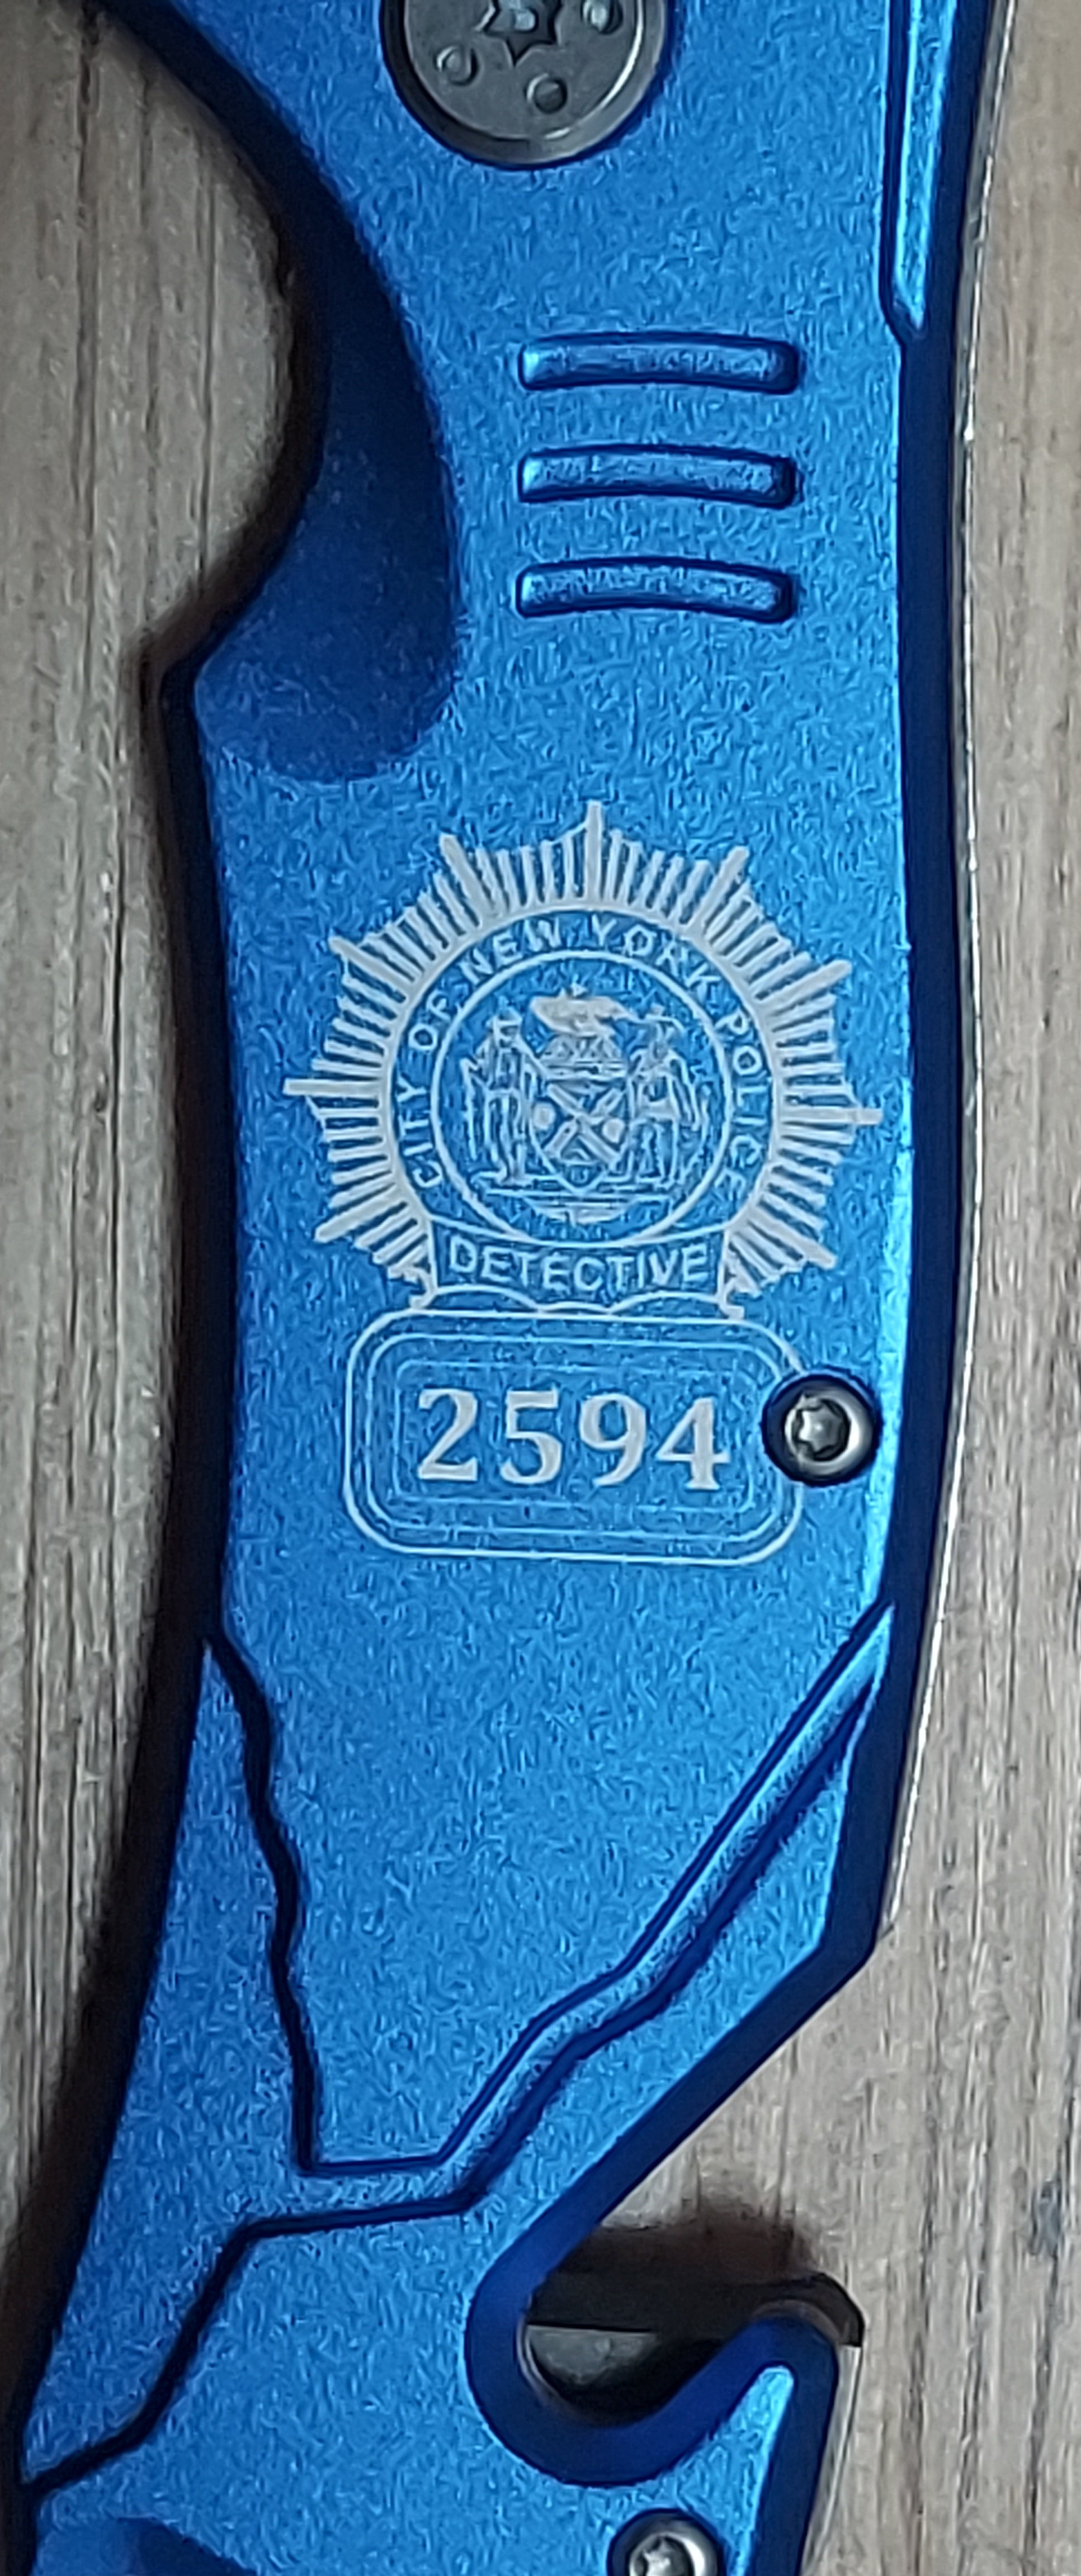 CITY OF NEW YORK POLICE
DETECTIVE
2594